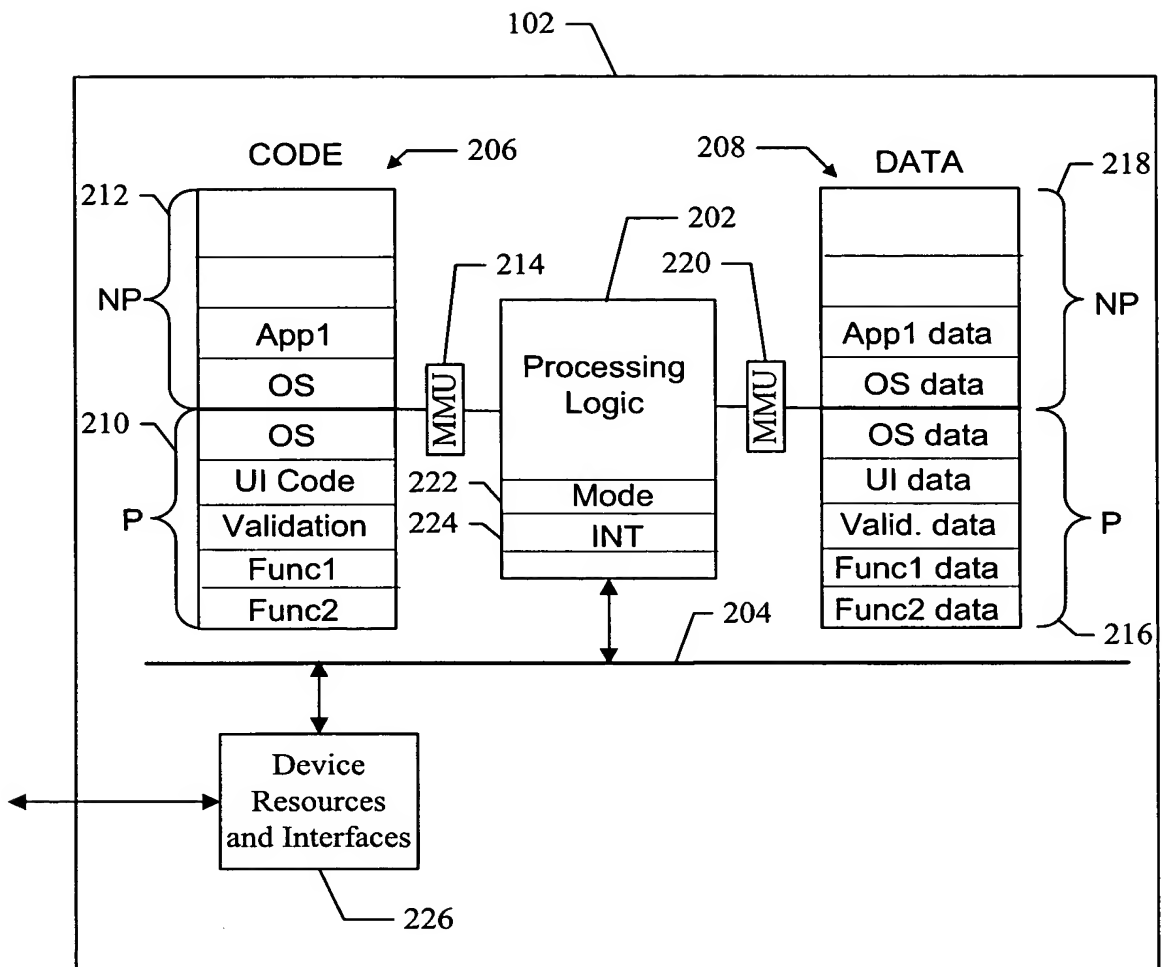 102
CODE
206
208
DATA
218
212
202
214
220
NP
NP
App1
Processing
Logic
App1 data
OS
MMU
MMU
OS data
210
OS
OS data
UI Code
222
Mode
UI data
P
Validation
224
INT
Valid. data
P
Func1
Func1 data
Func2
Func2 data
204
216
Device
Resources
and Interfaces
226